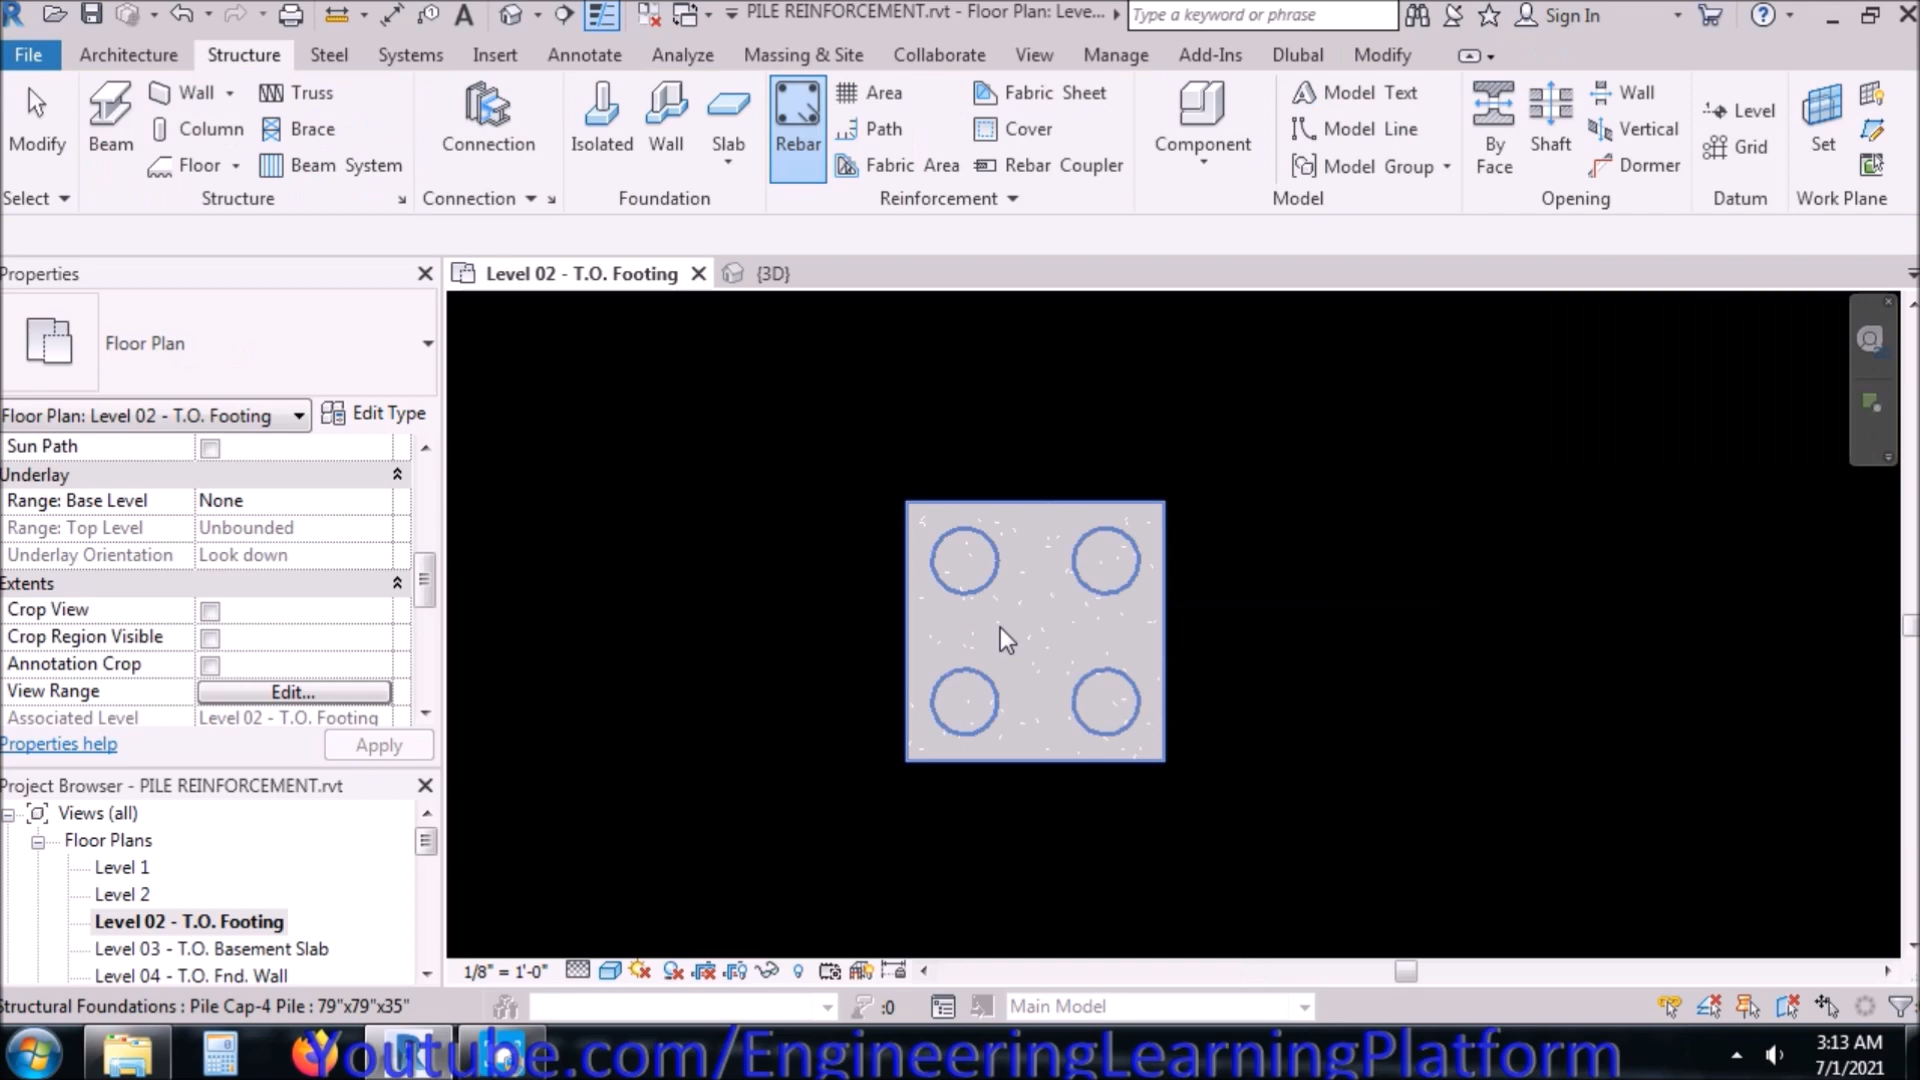 PILE REINFORCEMENT.rvt - Floor Plan: Leve...
Type a keyword or phrase
Sign In
File Architecture Structure Steel Systems Insert Annotate Analyze Massing & Site Collaborate View Manage Add-Ins Dlubal Modify
Modify
Beam
Wall
Column
Floor
Truss
Brace
Beam System
Connection
Isolated
Wall
Slab
Rebar
Area
Path
Fabric Area
Fabric Sheet
Cover
Rebar Coupler
Component
Model Text
Model Line
Model Group
By Face
Shaft
Wall
Vertical
Dormer
Level
Grid
Set
Select Structure Connection Foundation Reinforcement Model Opening Datum Work Plane
Properties
Level 02 - T.O. Footing
{3D}
Floor Plan
Floor Plan: Level 02 - T.O. Footing
Edit Type
Sun Path
Underlay
Range: Base Level None
Range: Top Level Unbounded
Underlay Orientation Look down
Extents
Crop View
Crop Region Visible
Annotation Crop
View Range Edit...
Associated Level Level 02 - T.O. Footing
Properties help
Apply
Project Browser - PILE REINFORCEMENT.rvt
Views (all)
Floor Plans
Level 1
Level 2
Level 02 - T.O. Footing
Level 03 - T.O. Basement Slab
Level 04 - T.O. Fnd. Wall
1/8" = 1'-0"
Structural Foundations : Pile Cap-4 Pile : 79"x79"x35"
:0
Main Model
Youtube.com/EngineeringLearningPlatform
3:13 AM
7/1/2021